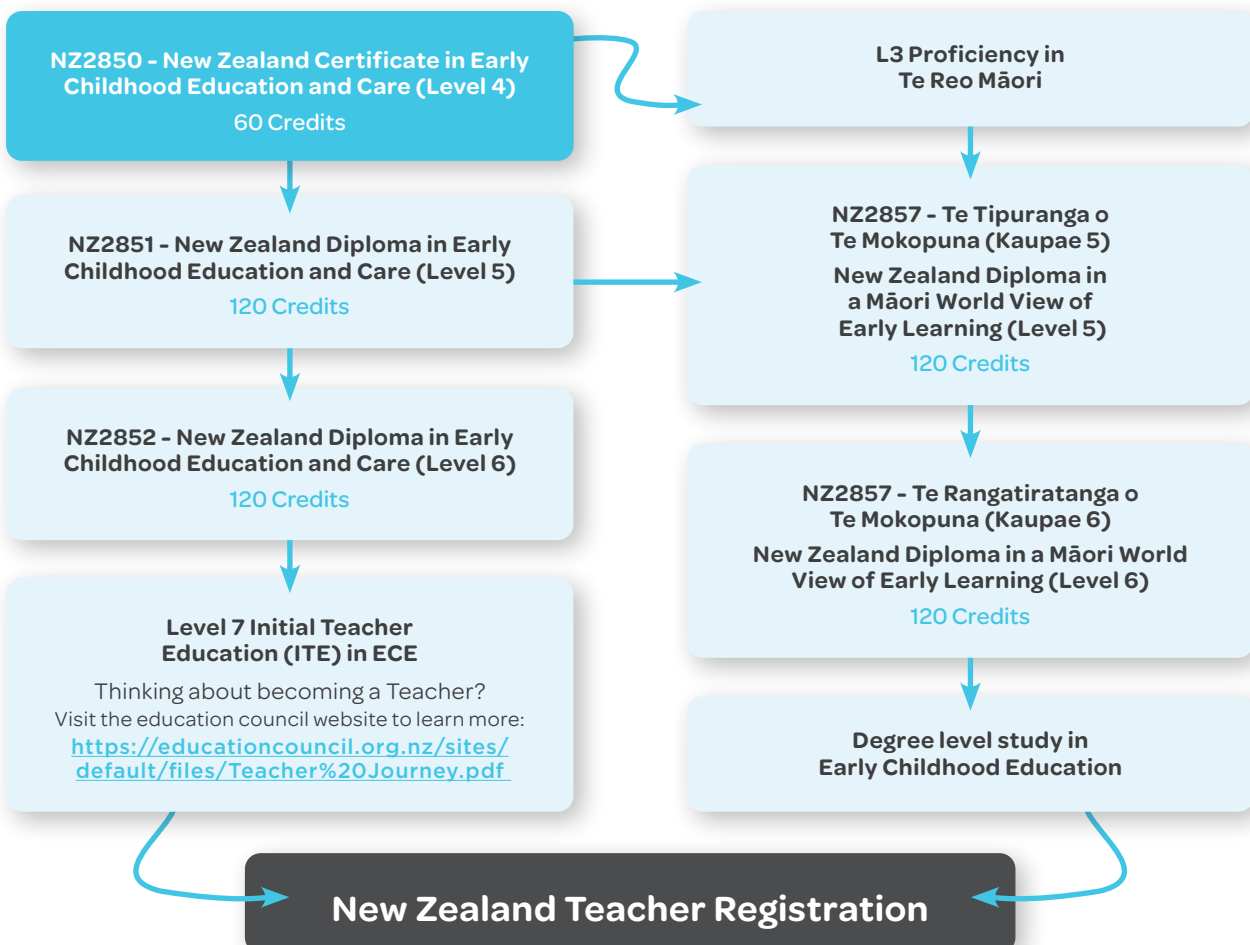 NZ2850 - New Zealand Certificate in Early
Childhood Education and Care (Level 4)
60 Credits
NZ2851 - New Zealand Diploma in Early
Childhood Education and Care (Level 5)
120 Credits
NZ2852 - New Zealand Diploma in Early
Childhood Education and Care (Level 6)
120 Credits
Level 7 Initial Teacher
Education (ITE) in ECE
Thinking about becoming a Teacher?
Visit the education council website to learn more:
https://educationcouncil.org.nz/sites/
default/files/Teacher%20Journey.pdf
L3 Proficiency in
Te Reo Māori
NZ2857 - Te Tipuranga o
Te Mokopuna (Kaupae 5)
New Zealand Diploma in
a Māori World View of
Early Learning (Level 5)
120 Credits
NZ2857 - Te Rangatiratanga o
Te Mokopuna (Kaupae 6)
New Zealand Diploma in a Māori World
View of Early Learning (Level 6)
120 Credits
Degree level study in
Early Childhood Education
New Zealand Teacher Registration